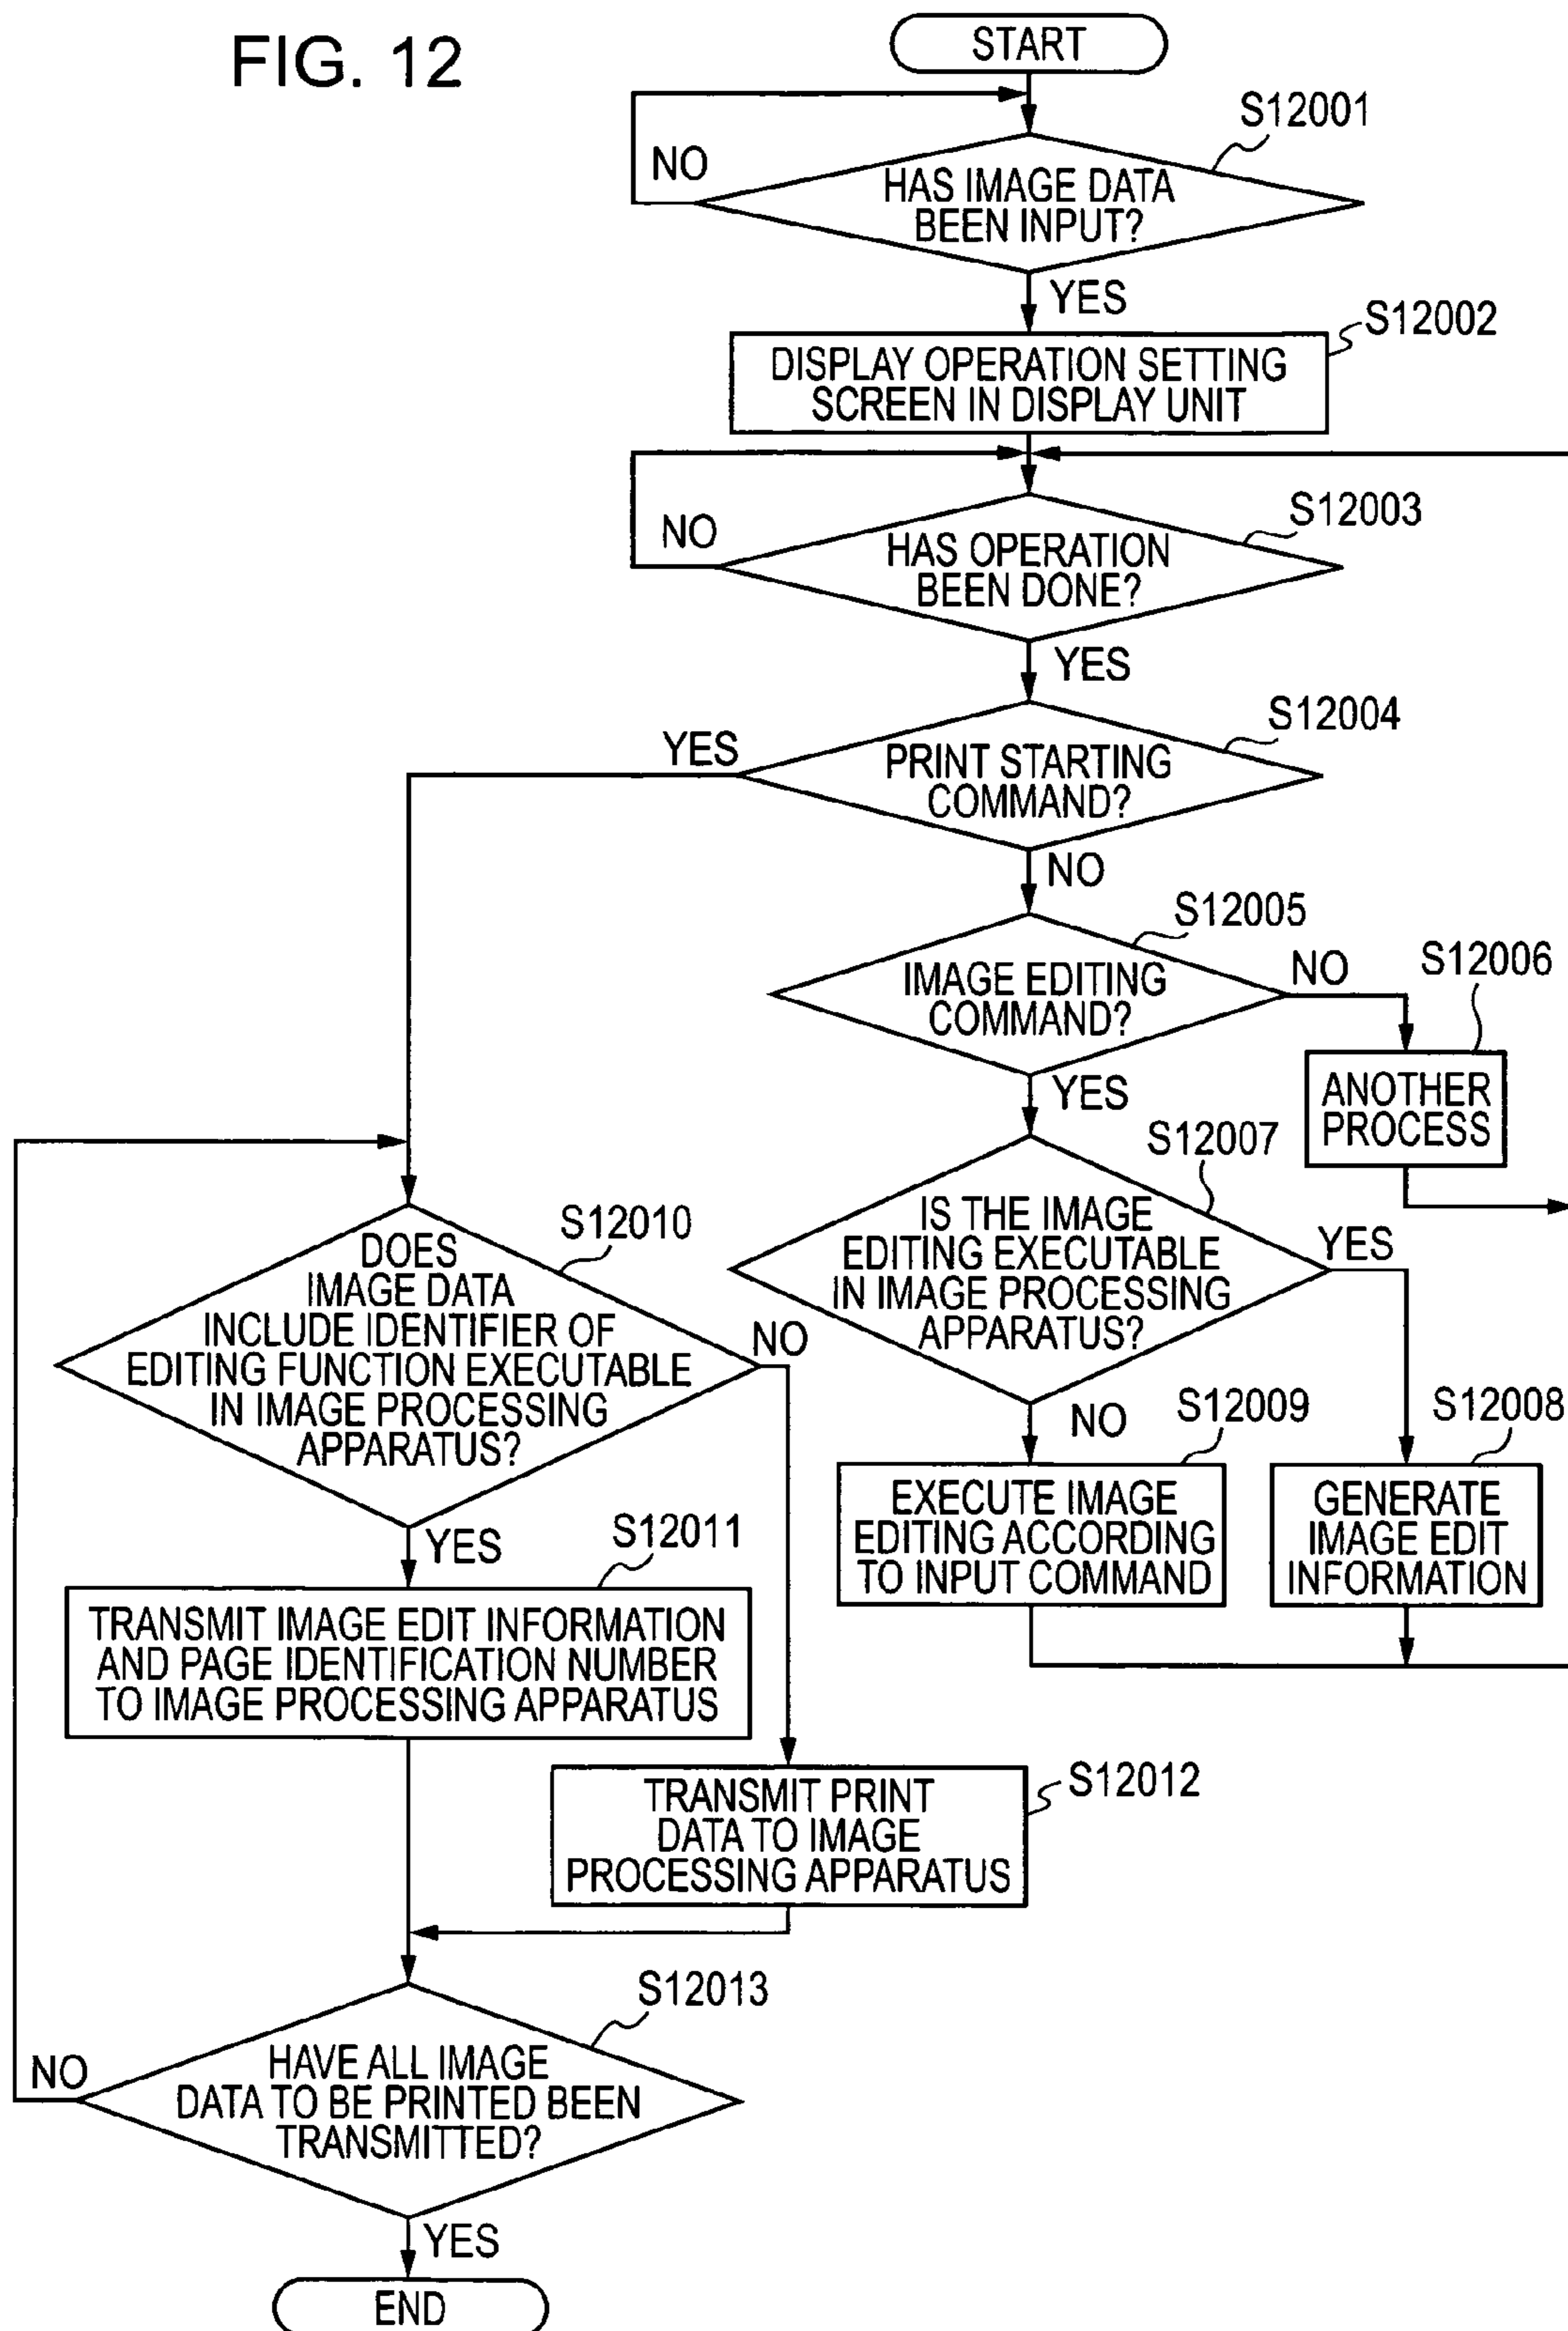 FIG. 12
START
S12001
NO
HAS IMAGE DATA
BEEN INPUT?
YES
S12002
DISPLAY OPERATION SETTING
SCREEN IN DISPLAY UNIT
S12003
NO
HAS OPERATION
BEEN DONE?
YES
S12004
YES
PRINT STARTING
COMMAND?
NO
S12005
IMAGE EDITING
COMMAND?
NO
S12006
ANOTHER
PROCESS
YES
S12007
IS THE IMAGE
EDITING EXECUTABLE
IN IMAGE PROCESSING
APPARATUS?
YES
S12010
DOES
IMAGE DATA
INCLUDE IDENTIFIER OF
EDITING FUNCTION EXECUTABLE
IN IMAGE PROCESSING
APPARATUS?
NO
NO
S12009
S12008
EXECUTE IMAGE
EDITING ACCORDING
TO INPUT COMMAND
GENERATE
IMAGE EDIT
INFORMATION
YES
S12011
TRANSMIT IMAGE EDIT INFORMATION
AND PAGE IDENTIFICATION NUMBER
TO IMAGE PROCESSING APPARATUS
S12012
TRANSMIT PRINT
DATA TO IMAGE
PROCESSING APPARATUS
S12013
NO
HAVE ALL IMAGE
DATA TO BE PRINTED BEEN
TRANSMITTED?
YES
END